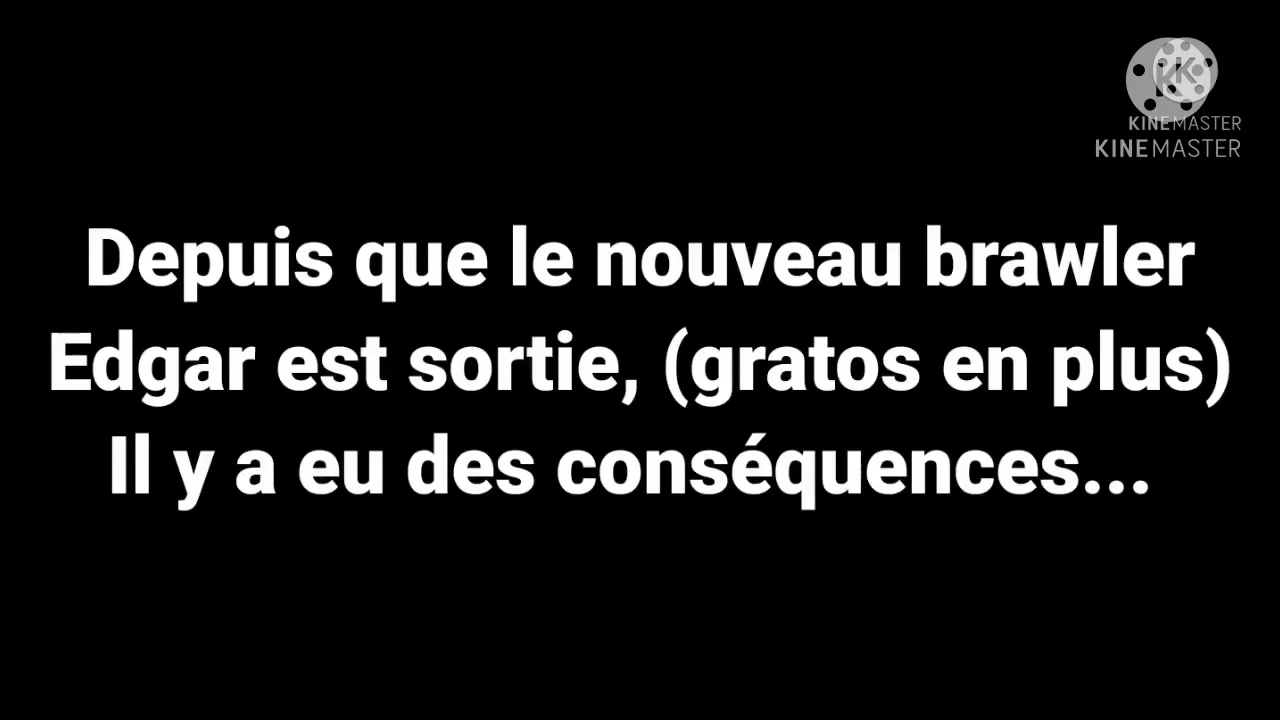 KINEMASTER
KINEMASTER
Depuis que le nouveau brawler
Edgar est sortie, (gratos en plus)
Il y a eu des conséquences...